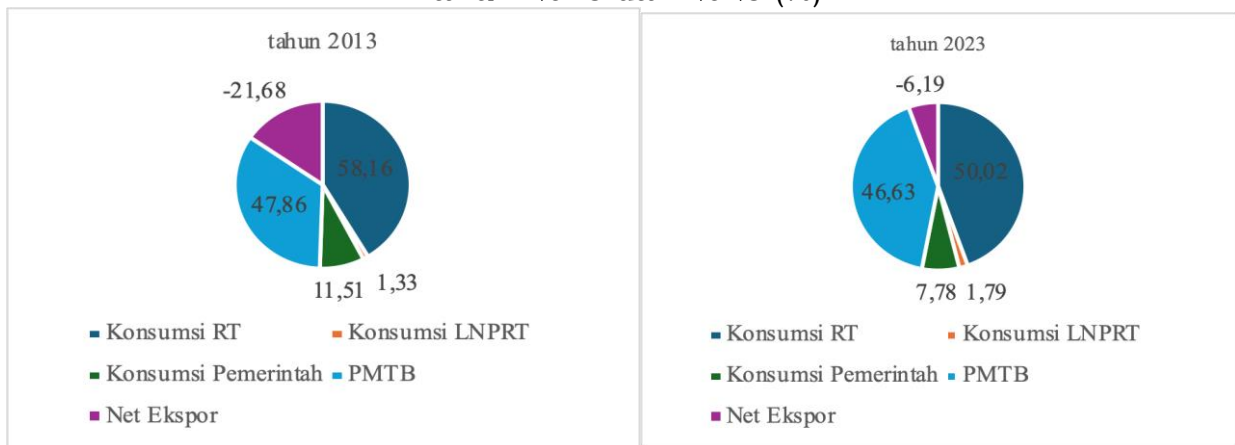 tahun 2013
-21,68
58,16
47,86
11,51
1,33
Konsumsi RT
Konsumsi LNPRT
Konsumsi Pemerintah
PMTB
Net Ekspor
tahun 2023
-6,19
50,02
46,63
7,78
1,79
Konsumsi RT
Konsumsi LNPRT
Konsumsi Pemerintah
PMTB
Net Ekspor